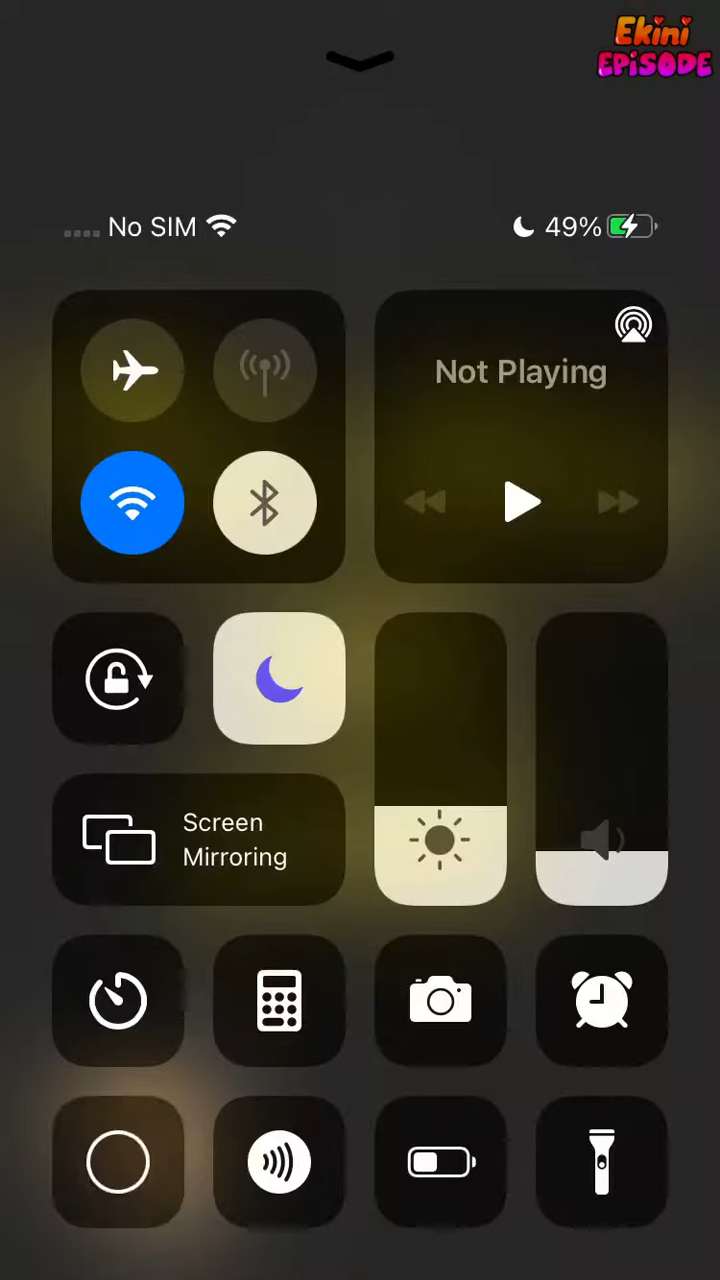 Ekini
EPiSODE
No SIM
49%
Not Playing
Screen
Mirroring